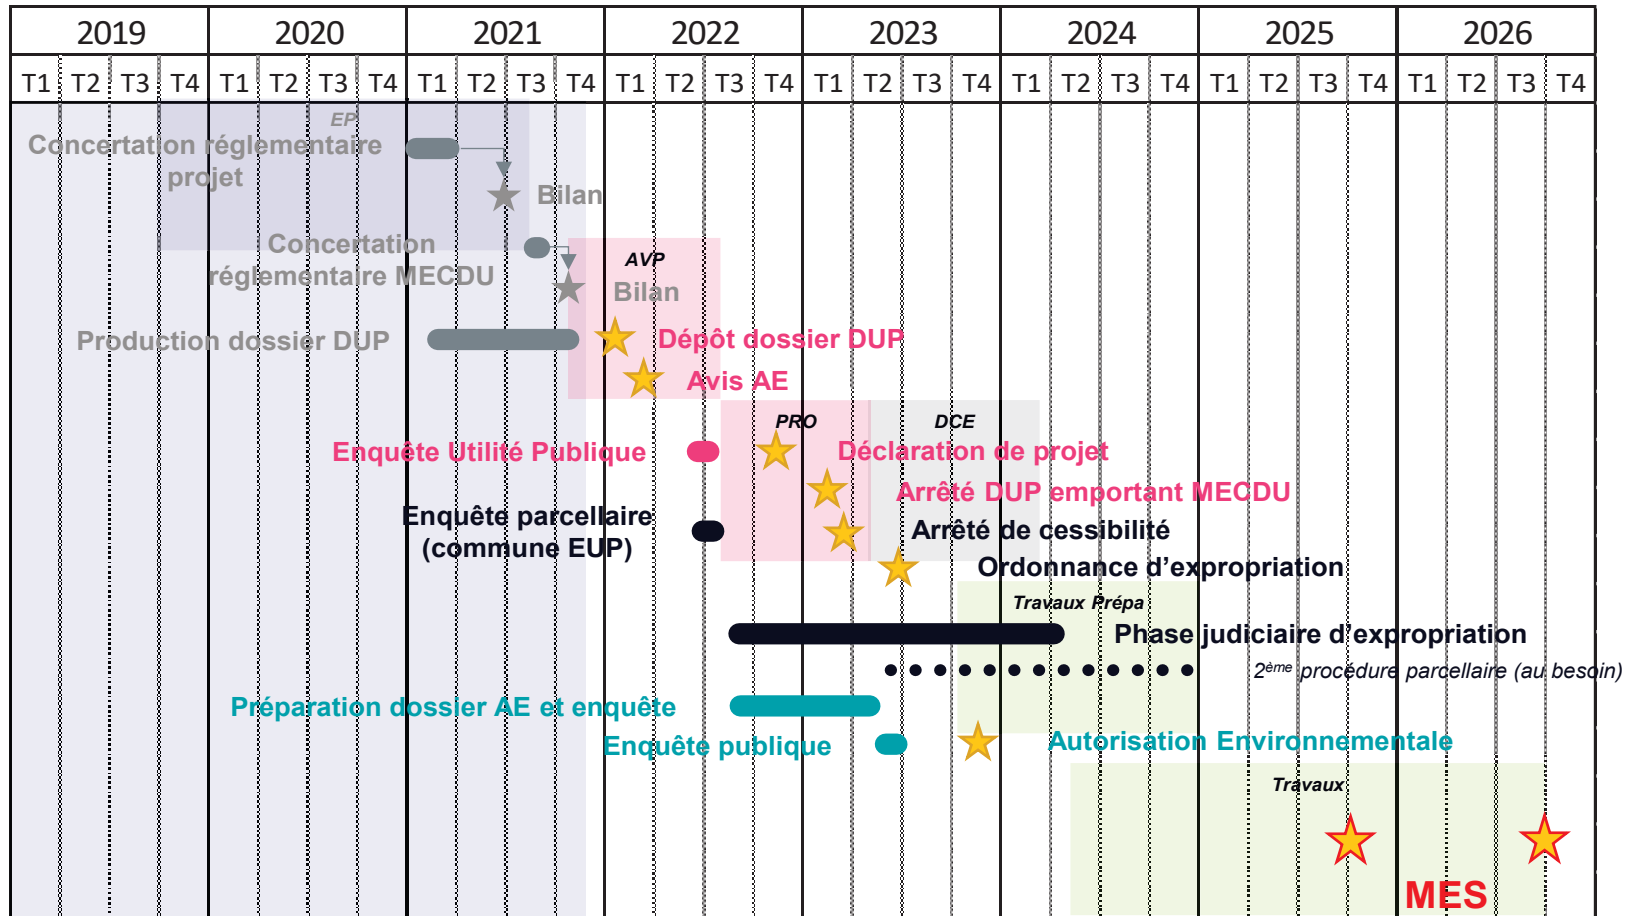 2019 2020 2021 2022 2023 2024 2025 2026
T1 T2 T3 T4 T1 T2 T3 T4 T1 T2 T3 T4 T1 T2 T3 T4 T1 T2 T3 T4 T1 T2 T3 T4 T1 T2 T3 T4 T1 T2 T3 T4
EP
Concertation réglementaire
projet
Bilan
Concertation
réglementaire MECDU
AVP
Bilan
Production dossier DUP
Dépôt dossier DUP
Avis AE
PRO
DCE
Enquête Utilité Publique
Déclaration de projet
Arrêté DUP emportant MECDU
Enquête parcellaire
(commune EUP)
Arrêté de cessibilité
Ordonnance d’expropriation
Travaux Prépa
Phase judiciaire d’expropriation
2ème procédure parcellaire (au besoin)
Préparation dossier AE et enquête
Enquête publique
Autorisation Environnementale
Travaux
MES